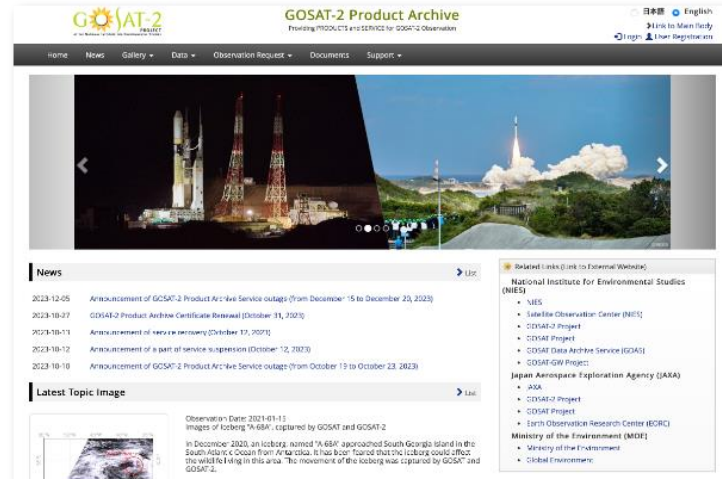 GOSAT-2
PROJECT
GOSAT-2 Product Archive
Providing PRODUCTS and SERVICE for GOSAT-2 Observation
日本語 English
Link to Main Body
Login User Registration
Home News Gallery Data Observation Request Documents Support
News
List
2023-12-05 Announcement of GOSAT-2 Product Archive Service outage (from December 15 to December 20, 2023)
2023-10-27 GOSAT-2 Product Archive Certificate Renewal (October 31, 2023)
2023-10-13 Announcement of service recovery (October 12, 2023)
2023-10-12 Announcement of a part of service suspension (October 12, 2023)
2023-10-10 Announcement of GOSAT-2 Product Archive Service outage (from October 19 to October 23, 2023)
Latest Topic Image
List
Observation Date: 2021-01-15
Images of Iceberg "A-68A", captured by GOSAT and GOSAT-2
In December 2020, an iceberg, named "A-68A" approached South Georgia Island in the
South Atlantic Ocean from Antarctica. It has been feared that the iceberg could affect
the wildlife living in this area. The movement of the iceberg was captured by GOSAT and
GOSAT-2.
Related Links (Link to External Website)
National Institute for Environmental Studies
(NIES)
NIES
Satellite Observation Center (NIES)
GOSAT-2 Project
GOSAT Project
GOSAT Data Archive Service (GDAS)
GOSAT-GW Project
Japan Aerospace Exploration Agency (JAXA)
JAXA
GOSAT-2 Project
GOSAT Project
Earth Observation Research Center (EORC)
Ministry of the Environment (MOE)
Ministry of the Environment
Global Environment